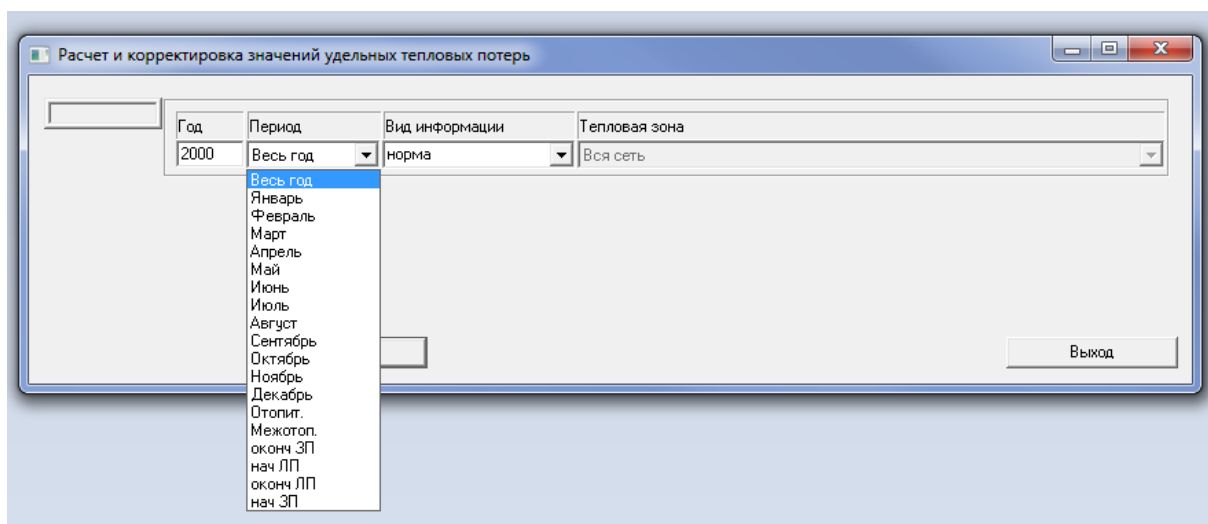 Расчет и корректировка значений удельных тепловых потерь
Год Период Вид информации Тепловая зона
2000 Весь год норма Вся сеть
Весь год
Январь
Февраль
Март
Апрель
Май
Июнь
Июль
Август
Сентябрь
Октябрь
Ноябрь
Декабрь
Отопит.
Межотоп.
оконч ЗП
нач ЛП
оконч ЛП
нач ЗП
Выход